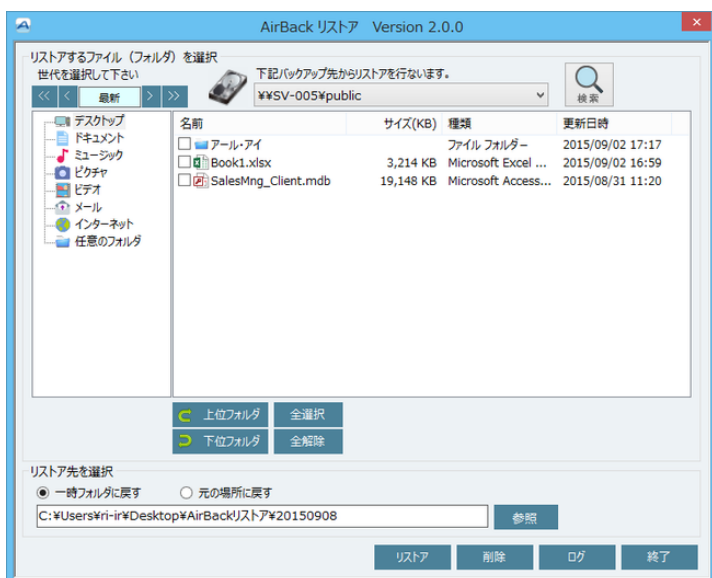 AirBack リストア Version 2.0.0
リストアするファイル（フォルダ）を選択
世代を選択して下さい
下記バックアップ先からリストアを行ないます。
<< < 最新 > >>
¥¥SV-005¥public
検索
デスクトップ
ドキュメント
ミュージック
ピクチャ
ビデオ
メール
インターネット
任意のフォルダ
名前 サイズ(KB) 種類 更新日時
アール・アイ ファイル フォルダー 2015/09/02 17:17
Book1.xlsx 3,214 KB Microsoft Excel ... 2015/09/02 16:59
SalesMng_Client.mdb 19,148 KB Microsoft Access... 2015/08/31 11:20
上位フォルダ 全選択
下位フォルダ 全解除
リストア先を選択
一時フォルダに戻す 元の場所に戻す
C:¥Users¥ri-ir¥Desktop¥AirBackリストア¥20150908 参照
リストア 削除 ログ 終了